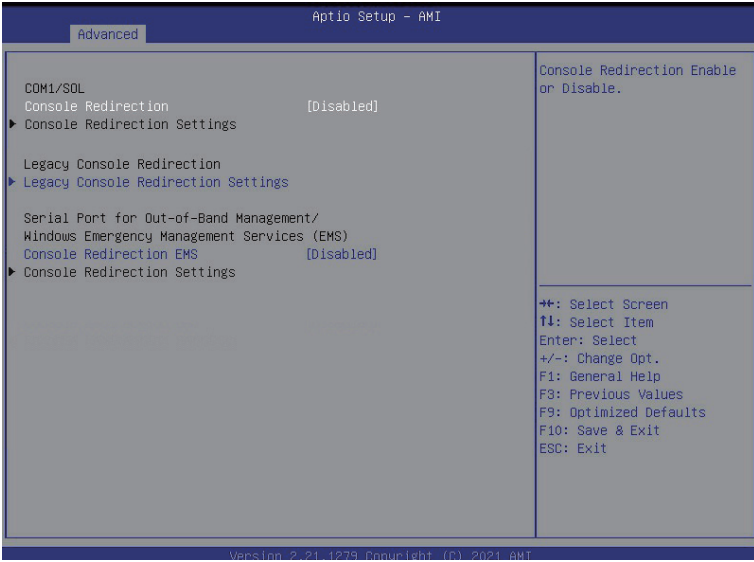 Aptio Setup – AMI
Advanced
COM1/SOL
Console Redirection [Disabled]
▶ Console Redirection Settings
Legacy Console Redirection
▶ Legacy Console Redirection Settings
Serial Port for Out-of-Band Management/
Windows Emergency Management Services (EMS)
Console Redirection EMS [Disabled]
▶ Console Redirection Settings
Console Redirection Enable
or Disable.
→←: Select Screen
↑↓: Select Item
Enter: Select
+/-: Change Opt.
F1: General Help
F3: Previous Values
F9: Optimized Defaults
F10: Save & Exit
ESC: Exit
Version 2.21.1279 Copyright (C) 2021 AMI